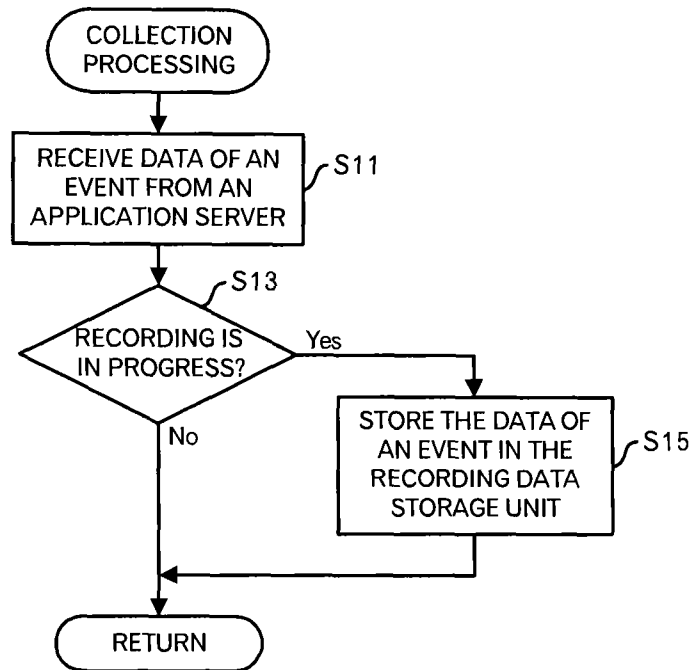 COLLECTION
PROCESSING
RECEIVE DATA OF AN
EVENT FROM AN
APPLICATION SERVER
S11
S13
RECORDING IS
IN PROGRESS?
Yes
No
STORE THE DATA OF
AN EVENT IN THE
RECORDING DATA
STORAGE UNIT
S15
RETURN